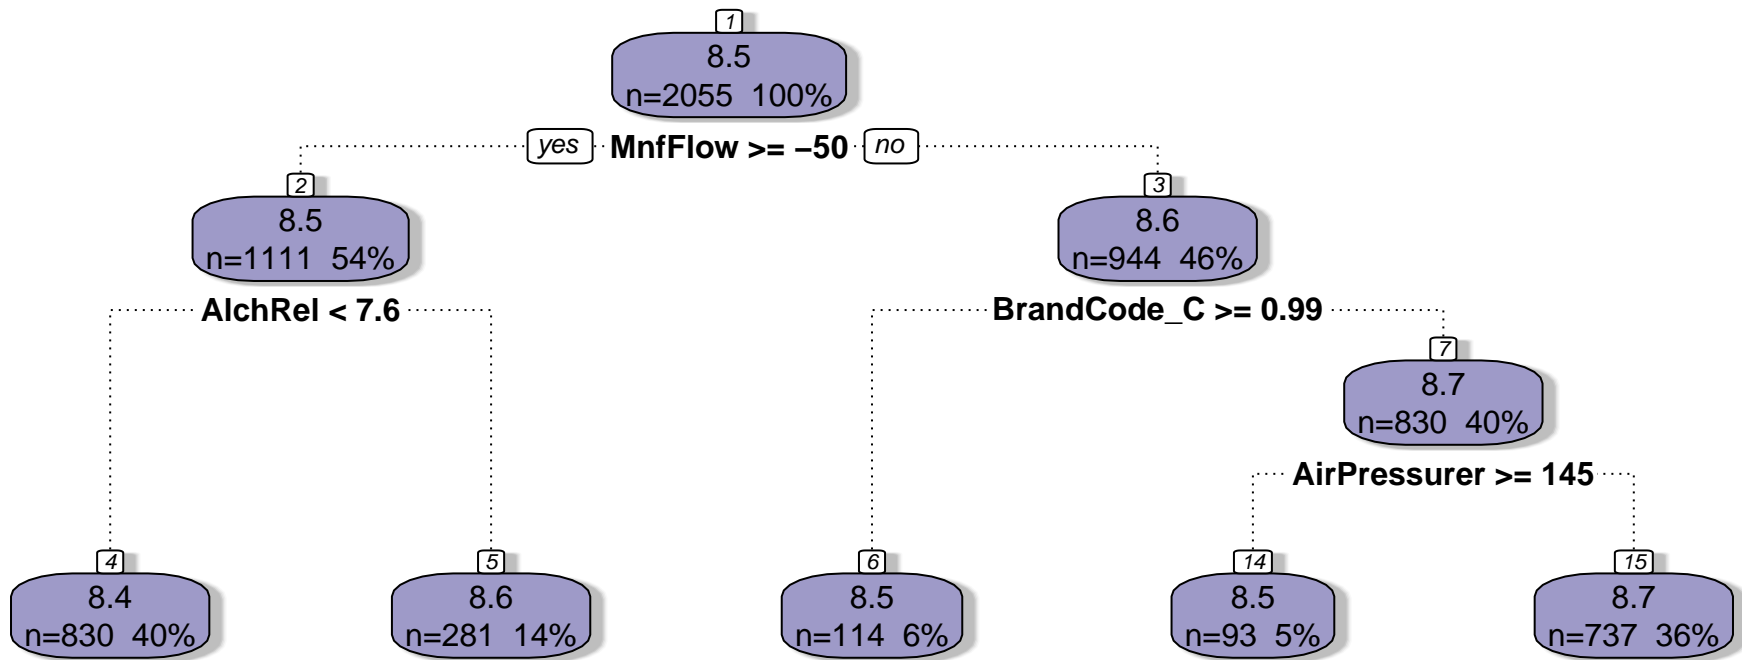 1
8.5
n=2055 100%
yes MnfFlow >= −50 no
2
8.5
n=1111 54%
3
8.6
n=944 46%
AlchRel < 7.6
BrandCode_C >= 0.99
7
8.7
n=830 40%
AirPressurer >= 145
4
8.4
n=830 40%
5
8.6
n=281 14%
6
8.5
n=114 6%
14
8.5
n=93 5%
15
8.7
n=737 36%